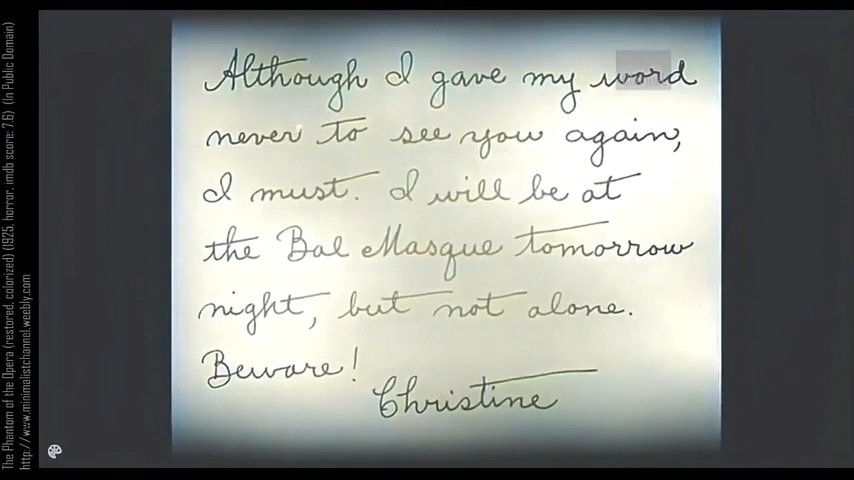 Although I gave my word
never to see you again,
I must. I will be at
the Bal Masque tomorrow
night, but not alone.
Beware!
Christine
The Phantom of the Opera (restored, colorized) (1925, horror, imdb score: 7.6) (In Public Domain)
http://www.minimalistchannel.weebly.com